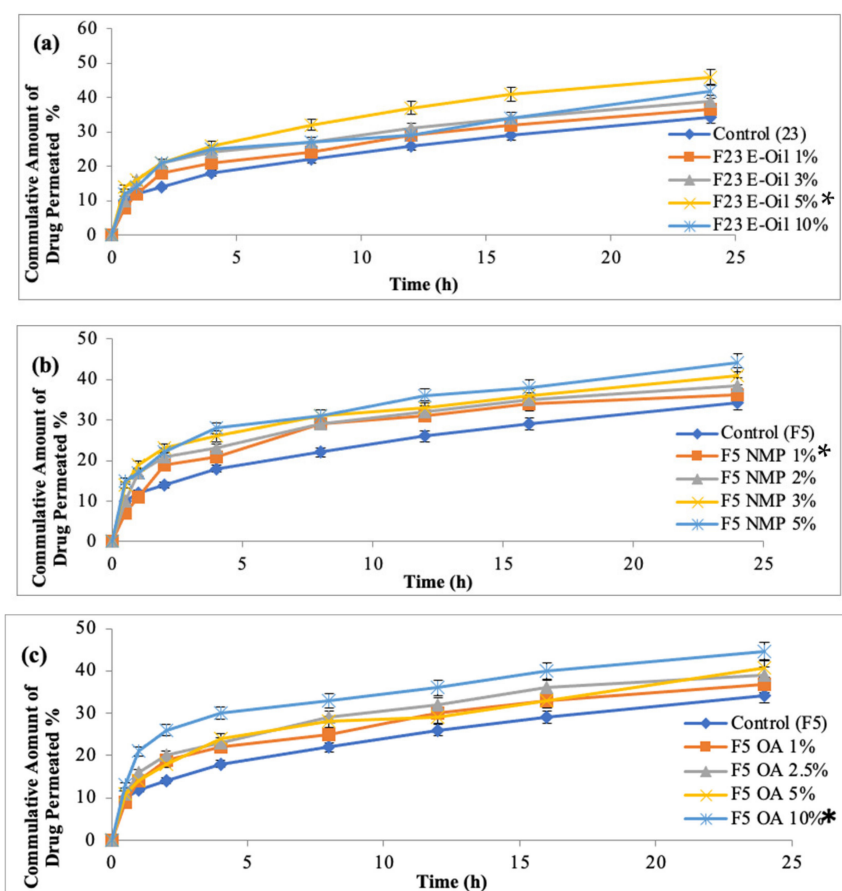 (a)
Commulative Amount of
Drug Permeated %
60
50
40
30
20
10
0
0 5 10 15 20 25
Time (h)
Control (23)
F23 E-Oil 1%
F23 E-Oil 3%
F23 E-Oil 5%*
F23 E-Oil 10%
(b)
Commulative Amount of
Drug Permeated %
50
40
30
20
10
0
0 5 10 15 20 25
Time (h)
Control (F5)
F5 NMP 1%*
F5 NMP 2%
F5 NMP 3%
F5 NMP 5%
(c)
Commulative Aomunt of
Drug Permeated %
50
40
30
20
10
0
0 5 10 15 20 25
Time (h)
Control (F5)
F5 OA 1%
F5 OA 2.5%
F5 OA 5%
F5 OA 10%*